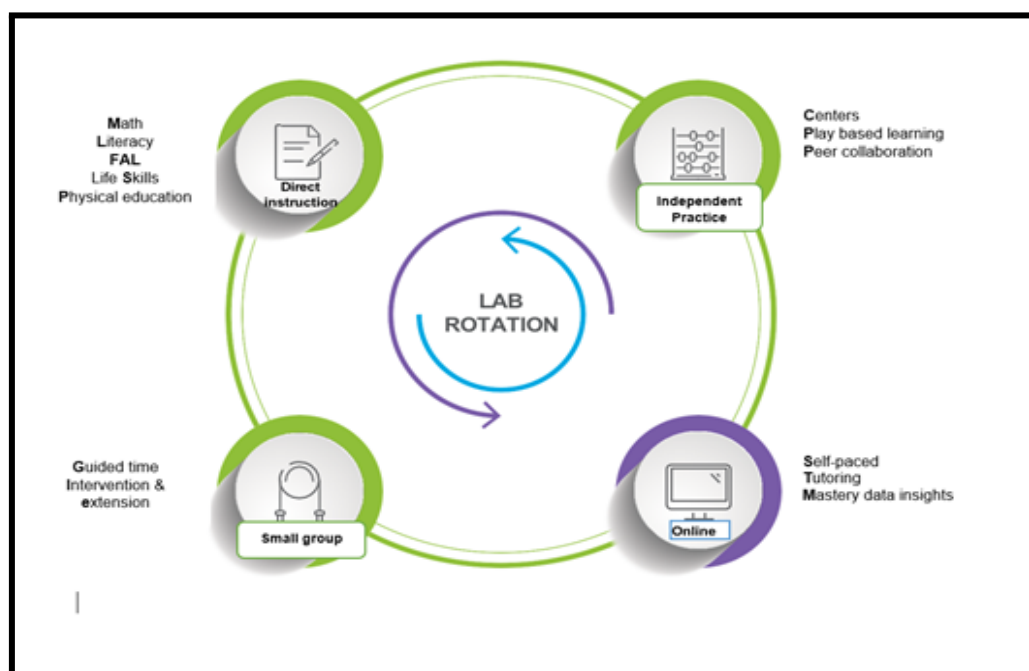 Math
Literacy
FAL
Life Skills
Physical education
Direct
instruction
Centers
Play based learning
Peer collaboration
Independent
Practice
LAB
ROTATION
Guided time
Intervention &
extension
Small group
Self-paced
Tutoring
Mastery data insights
Online